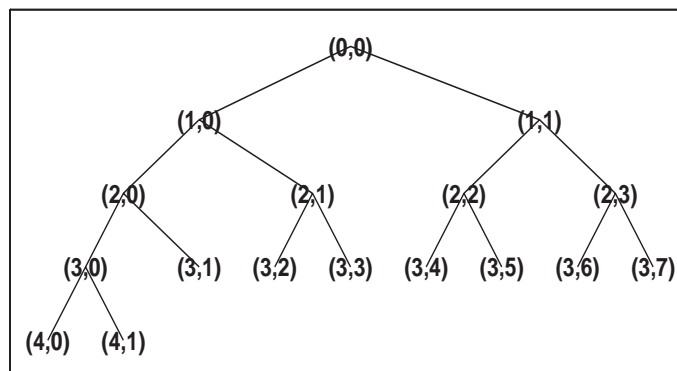 (0,0)
(1,0) (1,1)
(2,0) (2,1) (2,2) (2,3)
(3,0) (3,1) (3,2) (3,3) (3,4) (3,5) (3,6) (3,7)
(4,0) (4,1)